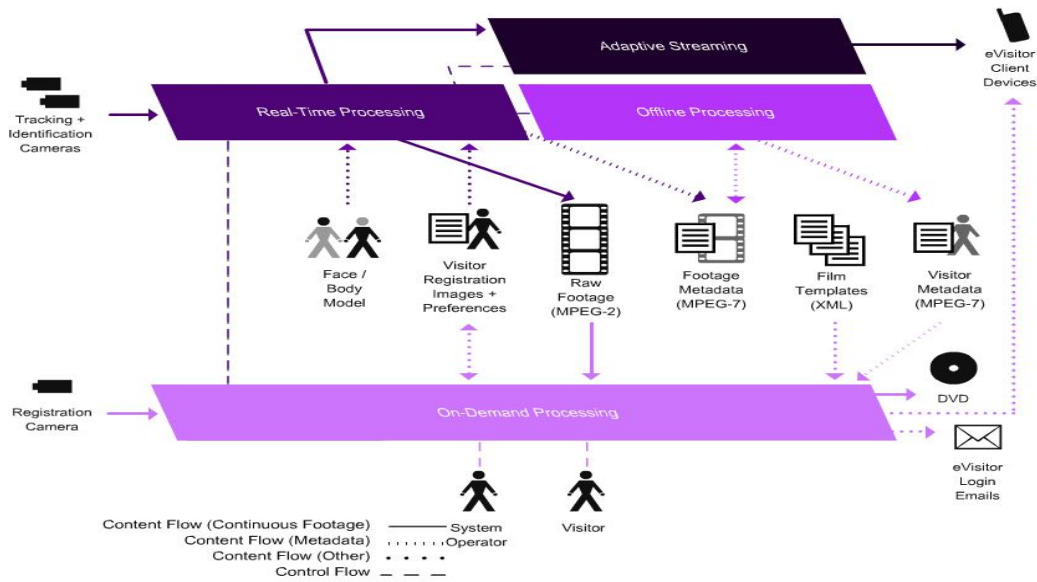 Adaptive Streaming
eVisitor
Client
Devices
Real-Time Processing
Offline Processing
Tracking +
Identification
Cameras
Face /
Body
Model
Visitor
Registration
Images +
Preferences
Raw
Footage
(MPEG-2)
Footage
Metadata
(MPEG-7)
Film
Templates
(XML)
Visitor
Metadata
(MPEG-7)
Registration
Camera
On-Demand Processing
DVD
eVisitor
Login
Emails
System
Operator
Visitor
Content Flow (Continuous Footage)
Content Flow (Metadata)
Content Flow (Other)
Control Flow